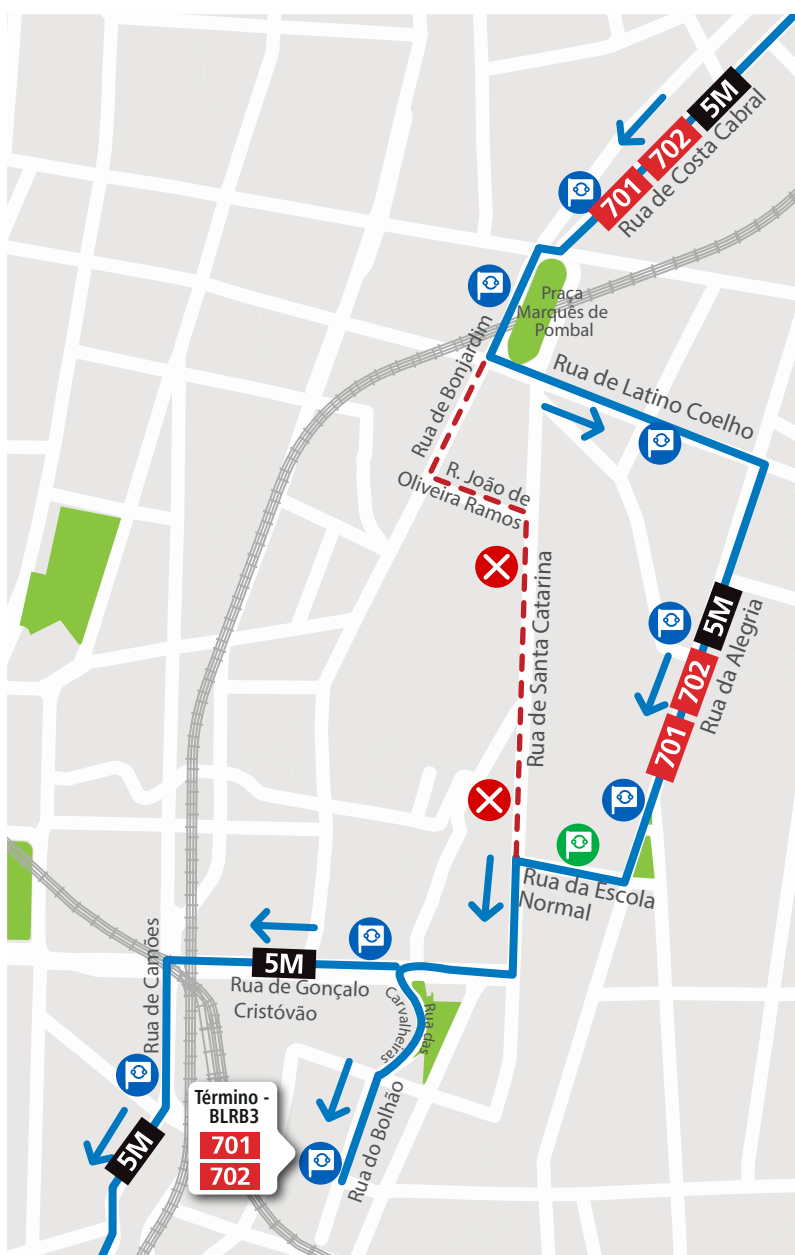 5M
702
701
Rua de Costa Cabral
Praça
Marquês de
Pombal
Rua de Bonjardim
Rua de Latino Coelho
R. João de
Oliveira Ramos
Rua de Santa Catarina
5M
702
701
Rua da Alegria
Rua da Escola
Normal
5M
Rua de Gonçalo
Cristóvão
Rua de Camões
Rua das
Carvalheiras
Rua do Bolhão
Término -
BLRB3
701
702
5M